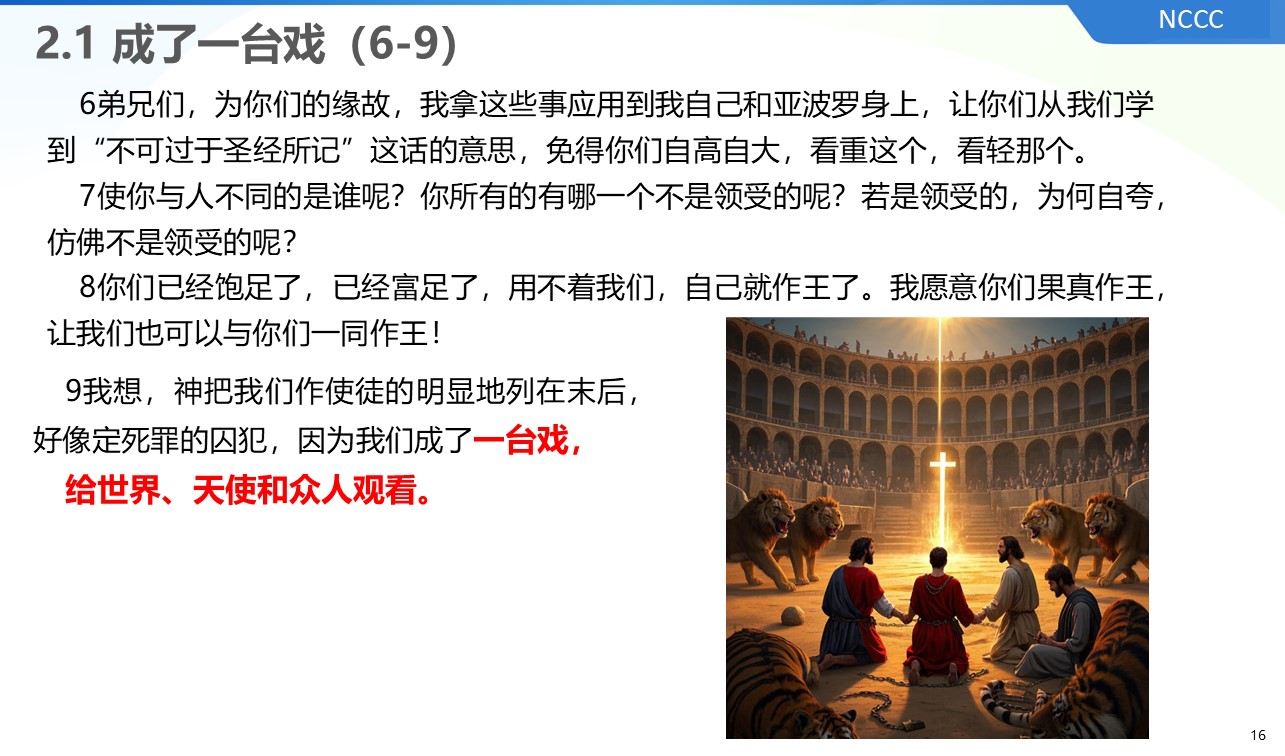 NCCC
2.1 成了一台戏（6-9）
6弟兄们，为你们的缘故，我拿这些事应用到我自己和亚波罗身上，让你们从我们学
到“不可过于圣经所记”这话的意思，免得你们自高自大，看重这个，看轻那个。
7使你与人不同的是谁呢？你所有的有哪一个不是领受的呢？若是领受的，为何自夸，
仿佛不是领受的呢？
8你们已经饱足了，已经富足了，用不着我们，自己就作王了。我愿意你们果真作王，
让我们也可以与你们一同作王！
9我想，神把我们作使徒的明显地列在末后，
好像定死罪的囚犯，因为我们成了一台戏，
给世界、天使和众人观看。
16